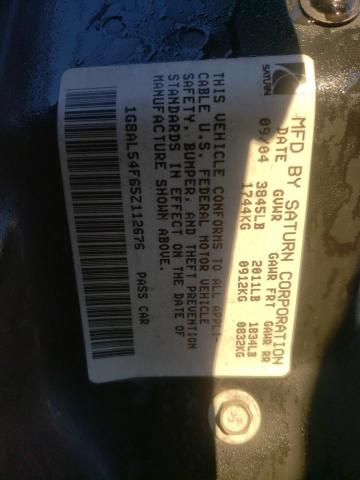 SATURN
MFD BY SATURN CORPORATION
DATE GVWR GAWR FRT GAWR RR
09/04 3845LB 2011LB 1834LB
1744KG 0912KG 0832KG
THIS VEHICLE CONFORMS TO ALL APPLI-
CABLE U.S. FEDERAL MOTOR VEHICLE
SAFETY, BUMPER, AND THEFT PREVENTION
STANDARDS IN EFFECT ON THE DATE OF
MANUFACTURE SHOWN ABOVE.
1G8AL54F65Z112678 PASS CAR